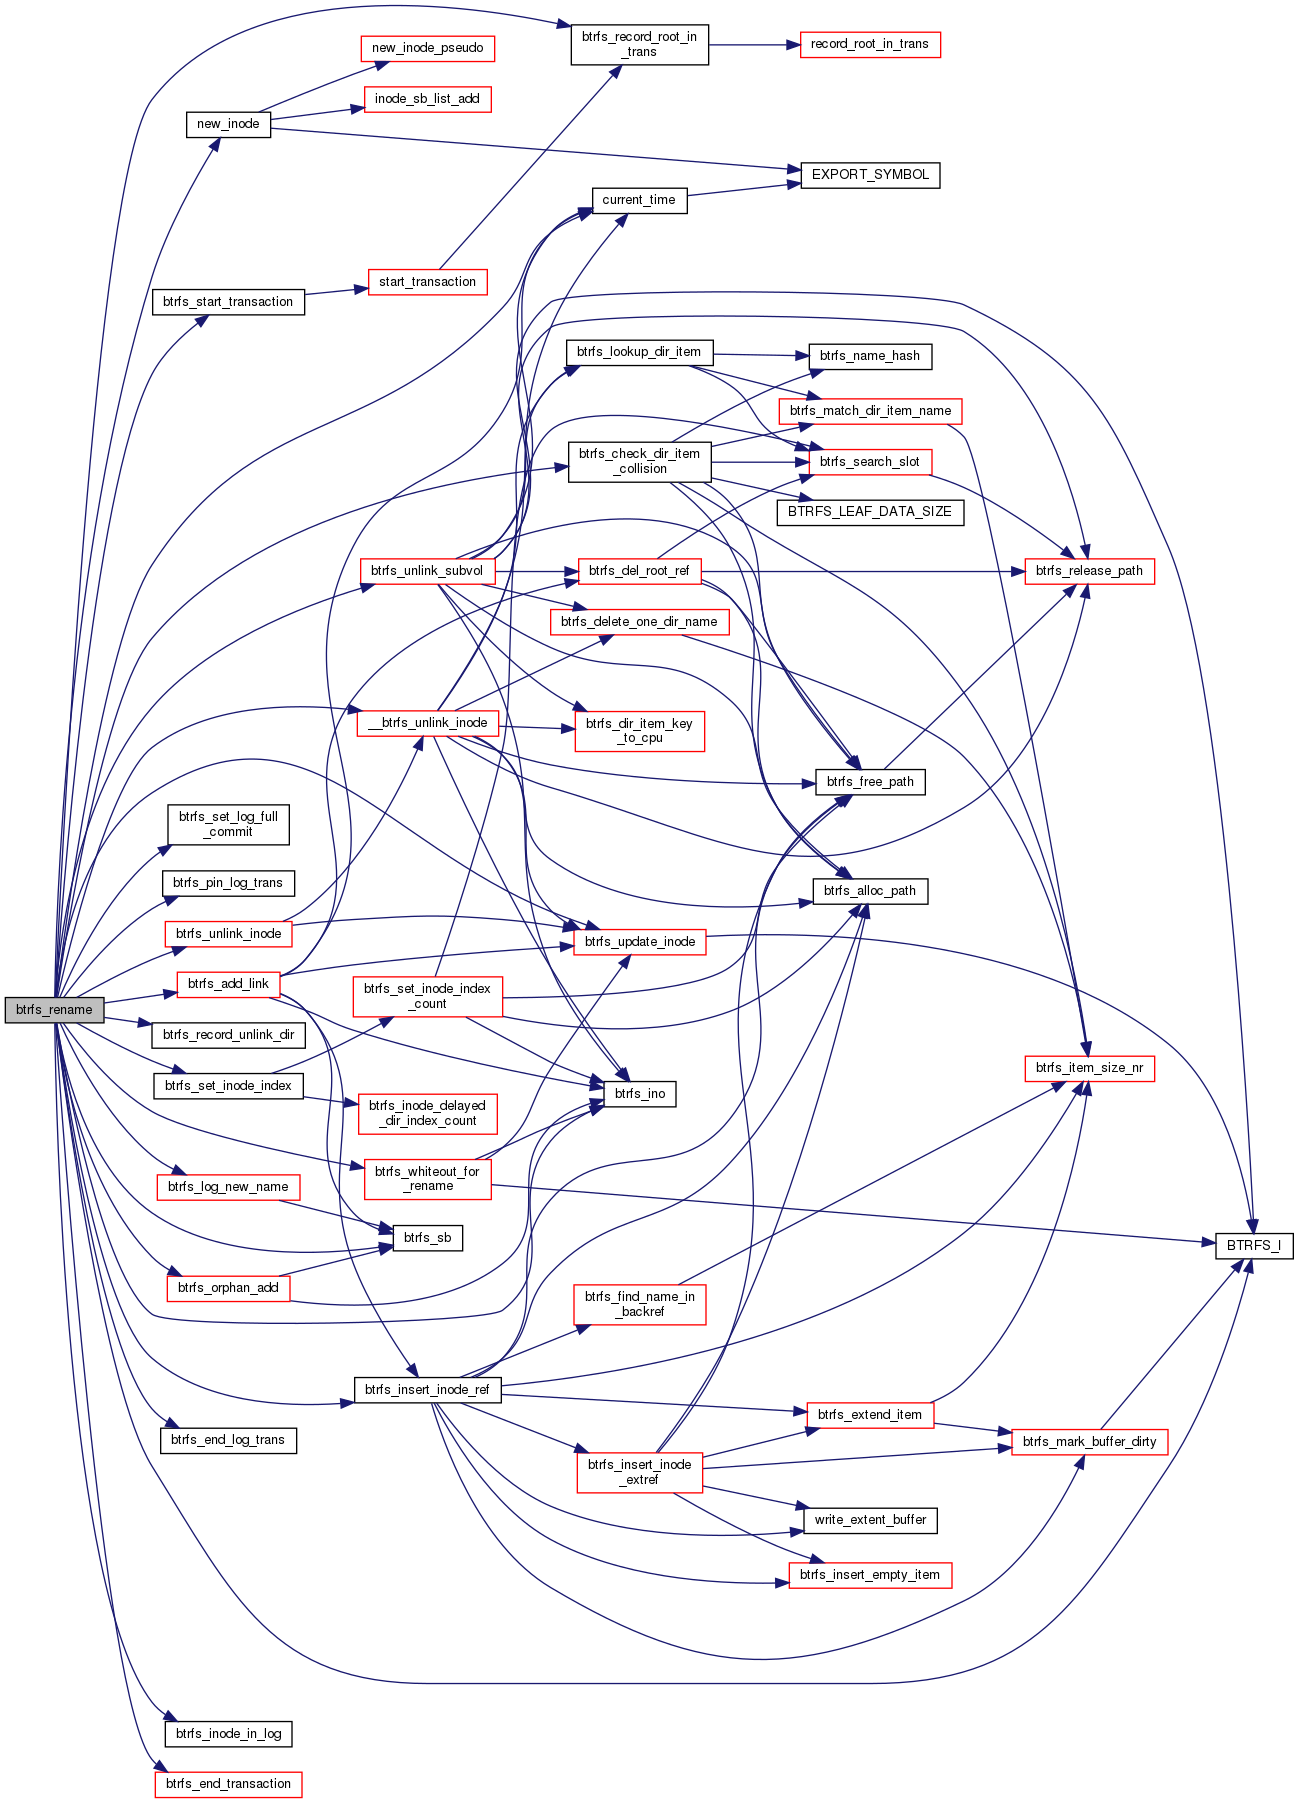 btrfs_record_root_in
_trans
record_root_in_trans
new_inode_pseudo
inode_sb_list_add
new_inode
EXPORT_SYMBOL
current_time
start_transaction
btrfs_start_transaction
btrfs_lookup_dir_item
btrfs_name_hash
btrfs_match_dir_item_name
btrfs_check_dir_item
_collision
btrfs_search_slot
BTRFS_LEAF_DATA_SIZE
btrfs_unlink_subvol
btrfs_del_root_ref
btrfs_release_path
btrfs_delete_one_dir_name
__btrfs_unlink_inode
btrfs_dir_item_key
_to_cpu
btrfs_free_path
btrfs_set_log_full
_commit
btrfs_pin_log_trans
btrfs_alloc_path
btrfs_unlink_inode
btrfs_update_inode
btrfs_add_link
btrfs_set_inode_index
_count
btrfs_rename
btrfs_record_unlink_dir
btrfs_item_size_nr
btrfs_set_inode_index
btrfs_ino
btrfs_inode_delayed
_dir_index_count
btrfs_log_new_name
btrfs_whiteout_for
_rename
btrfs_sb
BTRFS_I
btrfs_orphan_add
btrfs_find_name_in
_backref
btrfs_insert_inode_ref
btrfs_extend_item
btrfs_end_log_trans
btrfs_mark_buffer_dirty
btrfs_insert_inode
_extref
write_extent_buffer
btrfs_insert_empty_item
btrfs_inode_in_log
btrfs_end_transaction